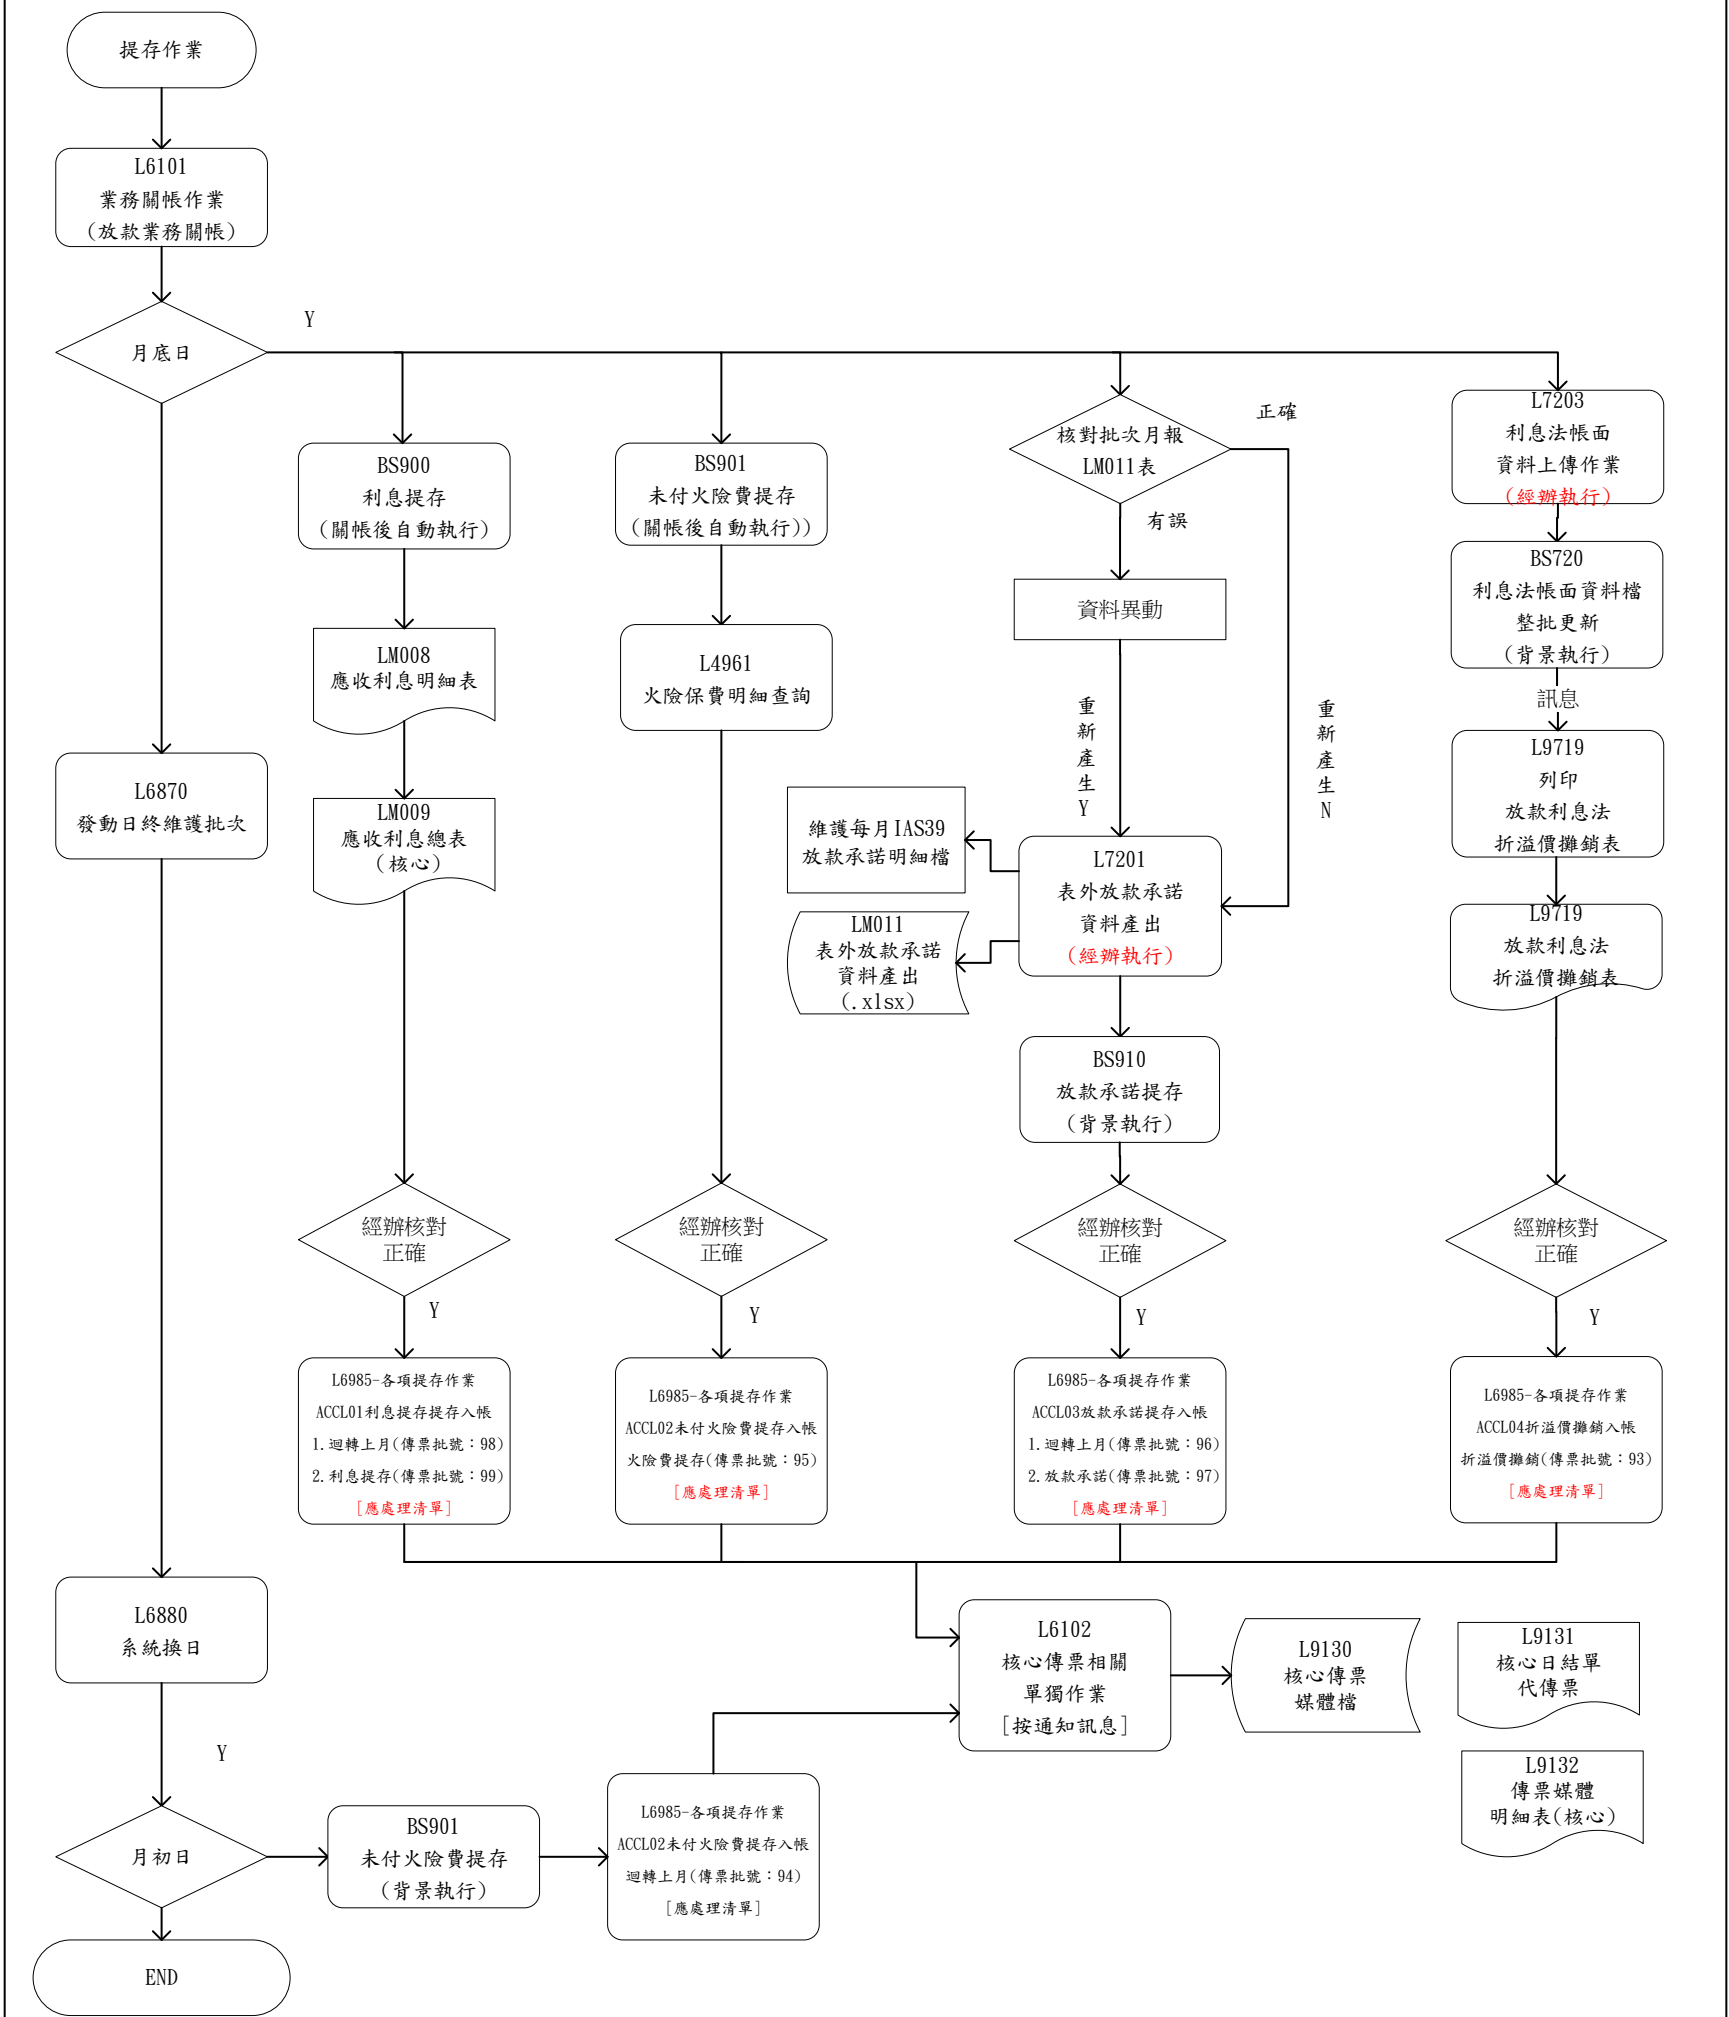 提存作業
L6101
業務關帳作業
(放款業務關帳)
月底日
Y
BS900
利息提存
(關帳後自動執行)
LM008
應收利息明細表
LM009
應收利息總表
(核心)
經辦核對
正確
Y
L6985-各項提存作業
ACCL01利息提存提存入帳
1.迴轉上月(傳票批號：98)
2.利息提存(傳票批號：99)
[應處理清單]
BS901
未付火險費提存
(關帳後自動執行))
L4961
火險保費明細查詢
經辦核對
正確
Y
L6985-各項提存作業
ACCL02未付火險費提存入帳
火險費提存(傳票批號：95)
[應處理清單]
核對批次月報
LM011表
正確
有誤
資料異動
重新產生Y
重新產生N
維護每月IAS39
放款承諾明細檔
L7201
表外放款承諾
資料產出
(經辦執行)
LM011
表外放款承諾
資料產出
(.xlsx)
BS910
放款承諾提存
(背景執行)
經辦核對
正確
Y
L6985-各項提存作業
ACCL03放款承諾提存入帳
1.迴轉上月(傳票批號：96)
2.放款承諾(傳票批號：97)
[應處理清單]
L7203
利息法帳面
資料上傳作業
(經辦執行)
BS720
利息法帳面資料檔
整批更新
(背景執行)
訊息
L9719
列印
放款利息法
折溢價攤銷表
L9719
放款利息法
折溢價攤銷表
經辦核對
正確
Y
L6985-各項提存作業
ACCL04折溢價攤銷入帳
折溢價攤銷(傳票批號：93)
[應處理清單]
L6870
發動日終維護批次
L6880
系統換日
Y
月初日
BS901
未付火險費提存
(背景執行)
L6985-各項提存作業
ACCL02未付火險費提存入帳
迴轉上月(傳票批號：94)
[應處理清單]
L6102
核心傳票相關
單獨作業
[按通知訊息]
L9130
核心傳票
媒體檔
L9131
核心日結單
代傳票
L9132
傳票媒體
明細表(核心)
END